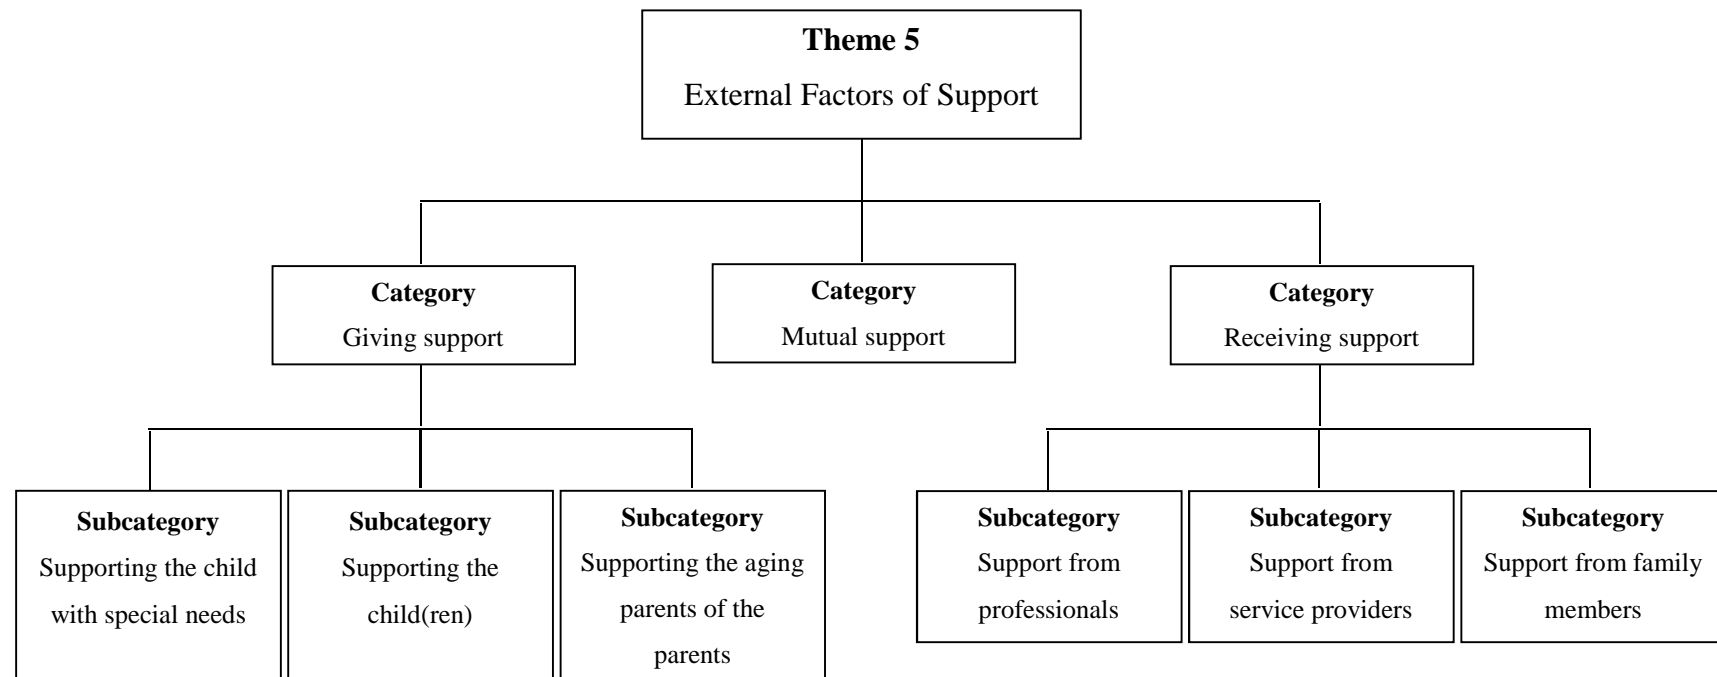 Theme 5
External Factors of Support
Category
Giving support
Category
Mutual support
Category
Receiving support
Subcategory
Supporting the child
with special needs
Subcategory
Supporting the
child(ren)
Subcategory
Supporting the aging
parents of the
parents
Subcategory
Support from
professionals
Subcategory
Support from
service providers
Subcategory
Support from family
members